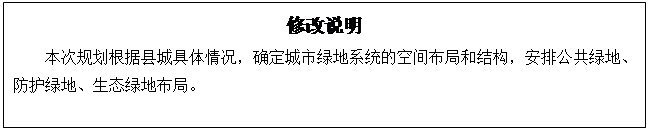 修改说明
本次规划根据县城具体情况，确定城市绿地系统的空间布局和结构，安排公共绿地、
防护绿地、生态绿地布局。